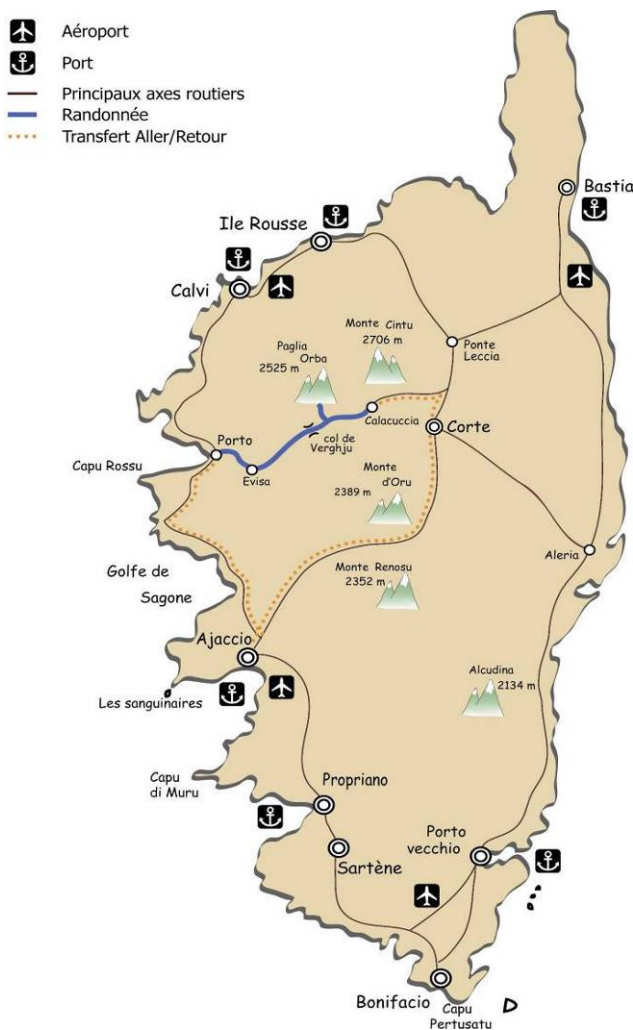 Aéroport
Port
Principaux axes routiers
Randonnée
Transfert Aller/Retour
Bastia
Ile Rousse
Calvi
Monte Cintu
2706 m
Paglia
Orba
2525 m
Ponte
Leccia
Calacuccia
Corte
col de
Verghju
Porto
Evisa
Capu Rossu
Monte
d'Oru
2389 m
Aleria
Golfe de
Sagone
Monte Renosu
2352 m
Ajaccio
Alcudina
2134 m
Les sanguinaires
Capu
di Muru
Propriano
Porto
vecchio
Sartène
Bonifacio
Capu
Pertusatu